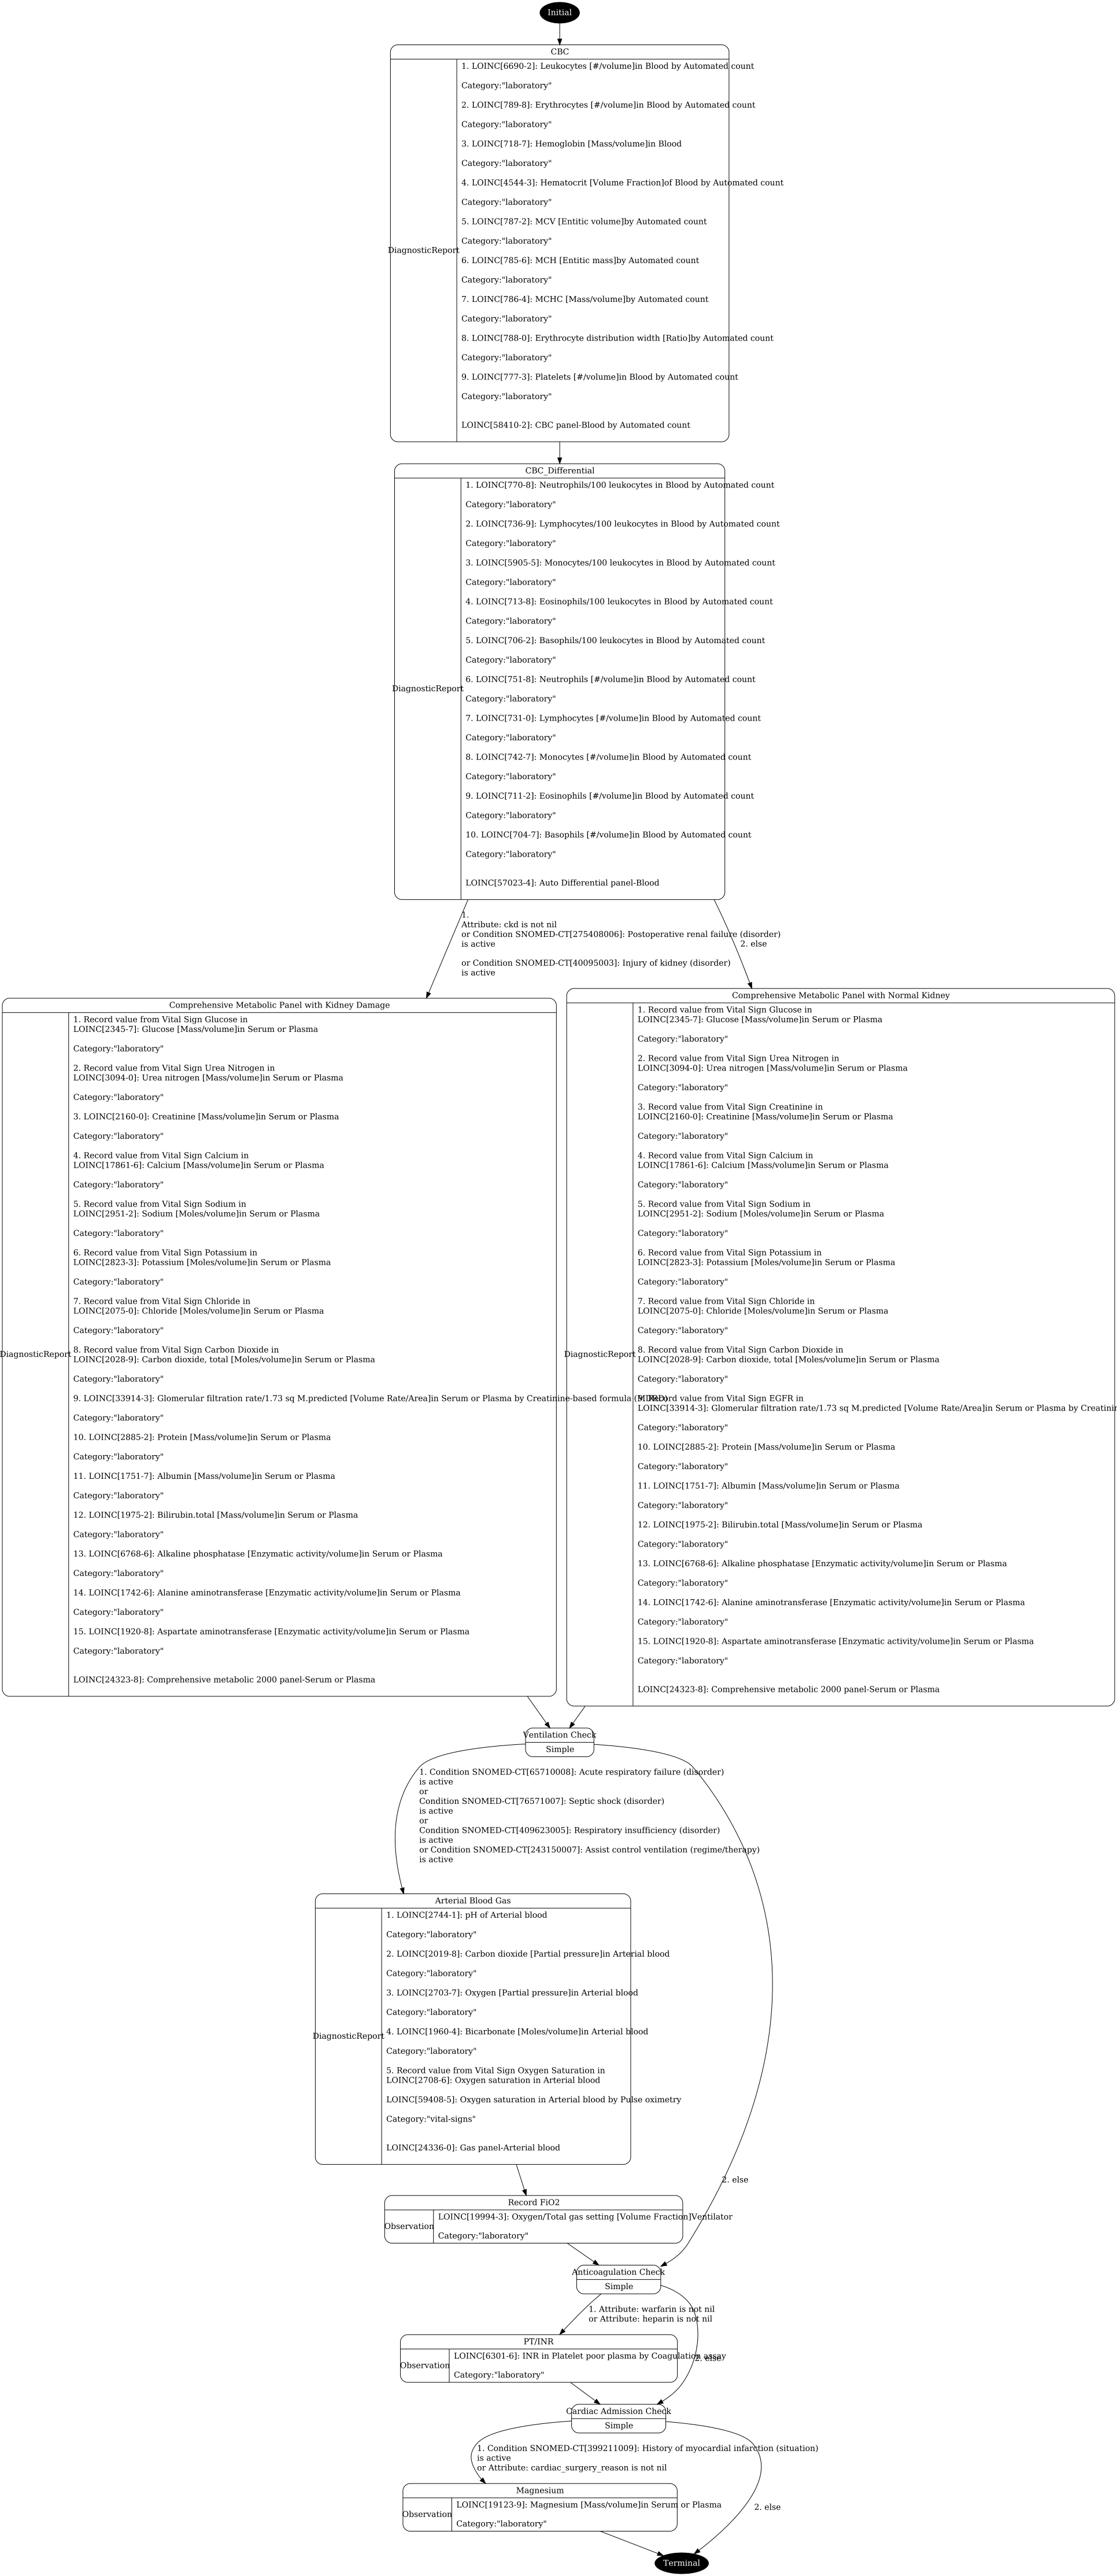 Initial
CBC
DiagnosticReport
1. LOINC[6690-2]: Leukocytes [#/volume]in Blood by Automated count
Category:"laboratory"
2. LOINC[789-8]: Erythrocytes [#/volume]in Blood by Automated count
Category:"laboratory"
3. LOINC[718-7]: Hemoglobin [Mass/volume]in Blood
Category:"laboratory"
4. LOINC[4544-3]: Hematocrit [Volume Fraction]of Blood by Automated count
Category:"laboratory"
5. LOINC[787-2]: MCV [Entitic volume]by Automated count
Category:"laboratory"
6. LOINC[785-6]: MCH [Entitic mass]by Automated count
Category:"laboratory"
7. LOINC[786-4]: MCHC [Mass/volume]by Automated count
Category:"laboratory"
8. LOINC[788-0]: Erythrocyte distribution width [Ratio]by Automated count
Category:"laboratory"
9. LOINC[777-3]: Platelets [#/volume]in Blood by Automated count
Category:"laboratory"
LOINC[58410-2]: CBC panel-Blood by Automated count
CBC_Differential
DiagnosticReport
1. LOINC[770-8]: Neutrophils/100 leukocytes in Blood by Automated count
Category:"laboratory"
2. LOINC[736-9]: Lymphocytes/100 leukocytes in Blood by Automated count
Category:"laboratory"
3. LOINC[5905-5]: Monocytes/100 leukocytes in Blood by Automated count
Category:"laboratory"
4. LOINC[713-8]: Eosinophils/100 leukocytes in Blood by Automated count
Category:"laboratory"
5. LOINC[706-2]: Basophils/100 leukocytes in Blood by Automated count
Category:"laboratory"
6. LOINC[751-8]: Neutrophils [#/volume]in Blood by Automated count
Category:"laboratory"
7. LOINC[731-0]: Lymphocytes [#/volume]in Blood by Automated count
Category:"laboratory"
8. LOINC[742-7]: Monocytes [#/volume]in Blood by Automated count
Category:"laboratory"
9. LOINC[711-2]: Eosinophils [#/volume]in Blood by Automated count
Category:"laboratory"
10. LOINC[704-7]: Basophils [#/volume]in Blood by Automated count
Category:"laboratory"
LOINC[57023-4]: Auto Differential panel-Blood
1.
Attribute: ckd is not nil
or Condition SNOMED-CT[275408006]: Postoperative renal failure (disorder)
is active
or Condition SNOMED-CT[40095003]: Injury of kidney (disorder)
is active
2. else
Comprehensive Metabolic Panel with Kidney Damage
DiagnosticReport
1. Record value from Vital Sign Glucose in
LOINC[2345-7]: Glucose [Mass/volume]in Serum or Plasma
Category:"laboratory"
2. Record value from Vital Sign Urea Nitrogen in
LOINC[3094-0]: Urea nitrogen [Mass/volume]in Serum or Plasma
Category:"laboratory"
3. LOINC[2160-0]: Creatinine [Mass/volume]in Serum or Plasma
Category:"laboratory"
4. Record value from Vital Sign Calcium in
LOINC[17861-6]: Calcium [Mass/volume]in Serum or Plasma
Category:"laboratory"
5. Record value from Vital Sign Sodium in
LOINC[2951-2]: Sodium [Moles/volume]in Serum or Plasma
Category:"laboratory"
6. Record value from Vital Sign Potassium in
LOINC[2823-3]: Potassium [Moles/volume]in Serum or Plasma
Category:"laboratory"
7. Record value from Vital Sign Chloride in
LOINC[2075-0]: Chloride [Moles/volume]in Serum or Plasma
Category:"laboratory"
8. Record value from Vital Sign Carbon Dioxide in
LOINC[2028-9]: Carbon dioxide, total [Moles/volume]in Serum or Plasma
Category:"laboratory"
9. LOINC[33914-3]: Glomerular filtration rate/1.73 sq M.predicted [Volume Rate/Area]in Serum or Plasma by Creatinine-based formula (MDRD)
Category:"laboratory"
10. LOINC[2885-2]: Protein [Mass/volume]in Serum or Plasma
Category:"laboratory"
11. LOINC[1751-7]: Albumin [Mass/volume]in Serum or Plasma
Category:"laboratory"
12. LOINC[1975-2]: Bilirubin.total [Mass/volume]in Serum or Plasma
Category:"laboratory"
13. LOINC[6768-6]: Alkaline phosphatase [Enzymatic activity/volume]in Serum or Plasma
Category:"laboratory"
14. LOINC[1742-6]: Alanine aminotransferase [Enzymatic activity/volume]in Serum or Plasma
Category:"laboratory"
15. LOINC[1920-8]: Aspartate aminotransferase [Enzymatic activity/volume]in Serum or Plasma
Category:"laboratory"
LOINC[24323-8]: Comprehensive metabolic 2000 panel-Serum or Plasma
Comprehensive Metabolic Panel with Normal Kidney
DiagnosticReport
1. Record value from Vital Sign Glucose in
LOINC[2345-7]: Glucose [Mass/volume]in Serum or Plasma
Category:"laboratory"
2. Record value from Vital Sign Urea Nitrogen in
LOINC[3094-0]: Urea nitrogen [Mass/volume]in Serum or Plasma
Category:"laboratory"
3. Record value from Vital Sign Creatinine in
LOINC[2160-0]: Creatinine [Mass/volume]in Serum or Plasma
Category:"laboratory"
4. Record value from Vital Sign Calcium in
LOINC[17861-6]: Calcium [Mass/volume]in Serum or Plasma
Category:"laboratory"
5. Record value from Vital Sign Sodium in
LOINC[2951-2]: Sodium [Moles/volume]in Serum or Plasma
Category:"laboratory"
6. Record value from Vital Sign Potassium in
LOINC[2823-3]: Potassium [Moles/volume]in Serum or Plasma
Category:"laboratory"
7. Record value from Vital Sign Chloride in
LOINC[2075-0]: Chloride [Moles/volume]in Serum or Plasma
Category:"laboratory"
8. Record value from Vital Sign Carbon Dioxide in
LOINC[2028-9]: Carbon dioxide, total [Moles/volume]in Serum or Plasma
Category:"laboratory"
9. Record value from Vital Sign EGFR in
LOINC[33914-3]: Glomerular filtration rate/1.73 sq M.predicted [Volume Rate/Area]in Serum or Plasma by
Category:"laboratory"
10. LOINC[2885-2]: Protein [Mass/volume]in Serum or Plasma
Category:"laboratory"
11. LOINC[1751-7]: Albumin [Mass/volume]in Serum or Plasma
Category:"laboratory"
12. LOINC[1975-2]: Bilirubin.total [Mass/volume]in Serum or Plasma
Category:"laboratory"
13. LOINC[6768-6]: Alkaline phosphatase [Enzymatic activity/volume]in Serum or Plasma
Category:"laboratory"
14. LOINC[1742-6]: Alanine aminotransferase [Enzymatic activity/volume]in Serum or Plasma
Category:"laboratory"
15. LOINC[1920-8]: Aspartate aminotransferase [Enzymatic activity/volume]in Serum or Plasma
Category:"laboratory"
LOINC[24323-8]: Comprehensive metabolic 2000 panel-Serum or Plasma
Ventilation Check
Simple
1. Condition SNOMED-CT[65710008]: Acute respiratory failure (disorder)
is active
or
Condition SNOMED-CT[76571007]: Septic shock (disorder)
is active
or
Condition SNOMED-CT[409623005]: Respiratory insufficiency (disorder)
is active
or Condition SNOMED-CT[243150007]: Assist control ventilation (regime/therapy)
is active
Arterial Blood Gas
DiagnosticReport
1. LOINC[2744-1]: pH of Arterial blood
Category:"laboratory"
2. LOINC[2019-8]: Carbon dioxide [Partial pressure]in Arterial blood
Category:"laboratory"
3. LOINC[2703-7]: Oxygen [Partial pressure]in Arterial blood
Category:"laboratory"
4. LOINC[1960-4]: Bicarbonate [Moles/volume]in Arterial blood
Category:"laboratory"
5. Record value from Vital Sign Oxygen Saturation in
LOINC[2708-6]: Oxygen saturation in Arterial blood
LOINC[59408-5]: Oxygen saturation in Arterial blood by Pulse oximetry
Category:"vital-signs"
LOINC[24336-0]: Gas panel-Arterial blood
2. else
Record FiO2
Observation
LOINC[19994-3]: Oxygen/Total gas setting [Volume Fraction]Ventilator
Category:"laboratory"
Anticoagulation Check
Simple
1. Attribute: warfarin is not nil
or Attribute: heparin is not nil
PT/INR
Observation
LOINC[6301-6]: INR in Platelet poor plasma by Coagulation assay
Category:"laboratory"
2. else
Cardiac Admission Check
Simple
1. Condition SNOMED-CT[399211009]: History of myocardial infarction (situation)
is active
or Attribute: cardiac_surgery_reason is not nil
Magnesium
Observation
LOINC[19123-9]: Magnesium [Mass/volume]in Serum or Plasma
Category:"laboratory"
2. else
Terminal